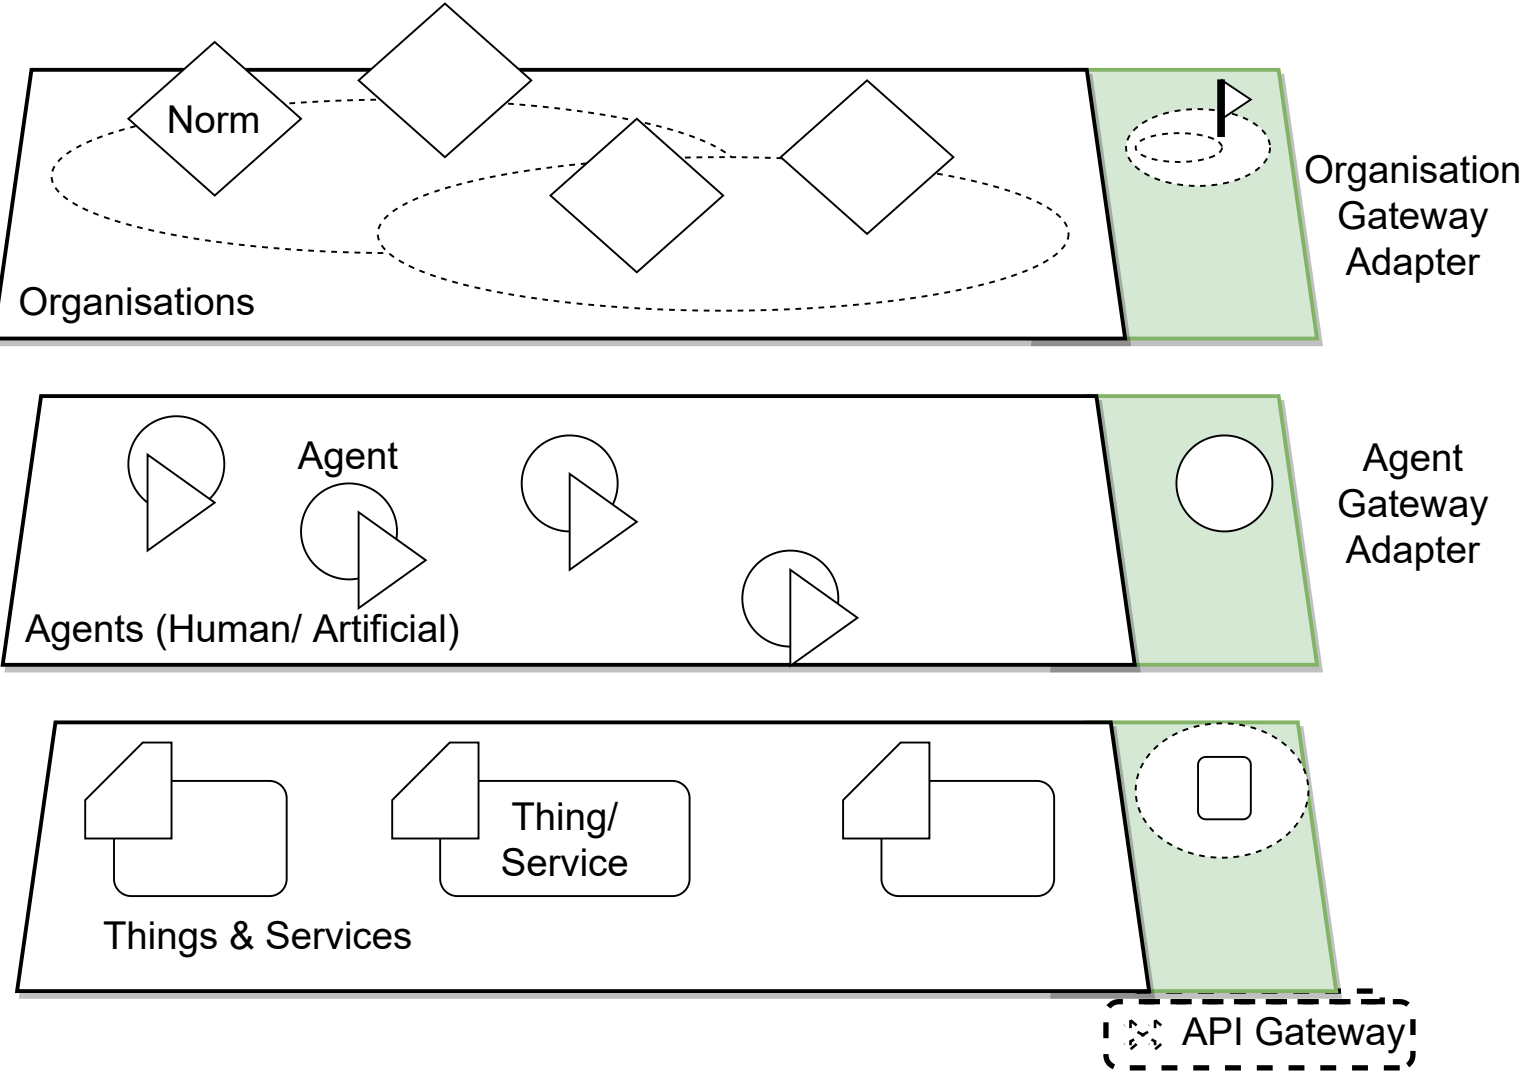 Norm
Organisations
Organisation
Gateway
Adapter
Agent
Agents (Human/ Artificial)
Agent
Gateway
Adapter
Thing/
Service
Things & Services
API Gateway